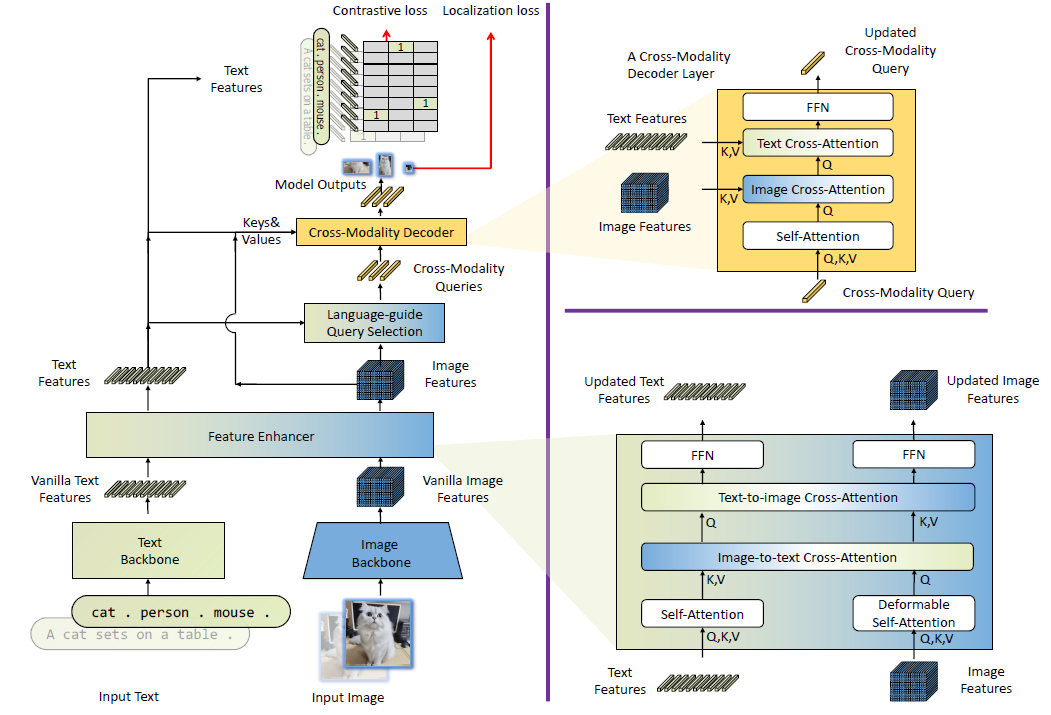 Contrastive loss
Localization loss
cat. person. mouse.
A cat sets on a table.
1
1
1
1
Text
Features
Model Outputs
Keys&
Values
Cross-Modality Decoder
Cross-Modality
Queries
Language-guide
Query Selection
Text
Features
Image
Features
Feature Enhancer
Vanilla Text
Features
Vanilla Image
Features
Text
Backbone
Image
Backbone
cat . person . mouse .
A cat sets on a table .
Input Text
Input Image
A Cross-Modality
Decoder Layer
Updated
Cross-Modality
Query
FFN
Text Features
K,V
Text Cross-Attention
Q
Image Cross-Attention
K,V
Image Features
Q
Self-Attention
Q,K,V
Cross-Modality Query
Updated Text
Features
Updated Image
Features
FFN
FFN
Text-to-image Cross-Attention
Q
K,V
Image-to-text Cross-Attention
K,V
Q
Self-Attention
Deformable
Self-Attention
Q,K,V
Q,K,V
Text
Features
Image
Features